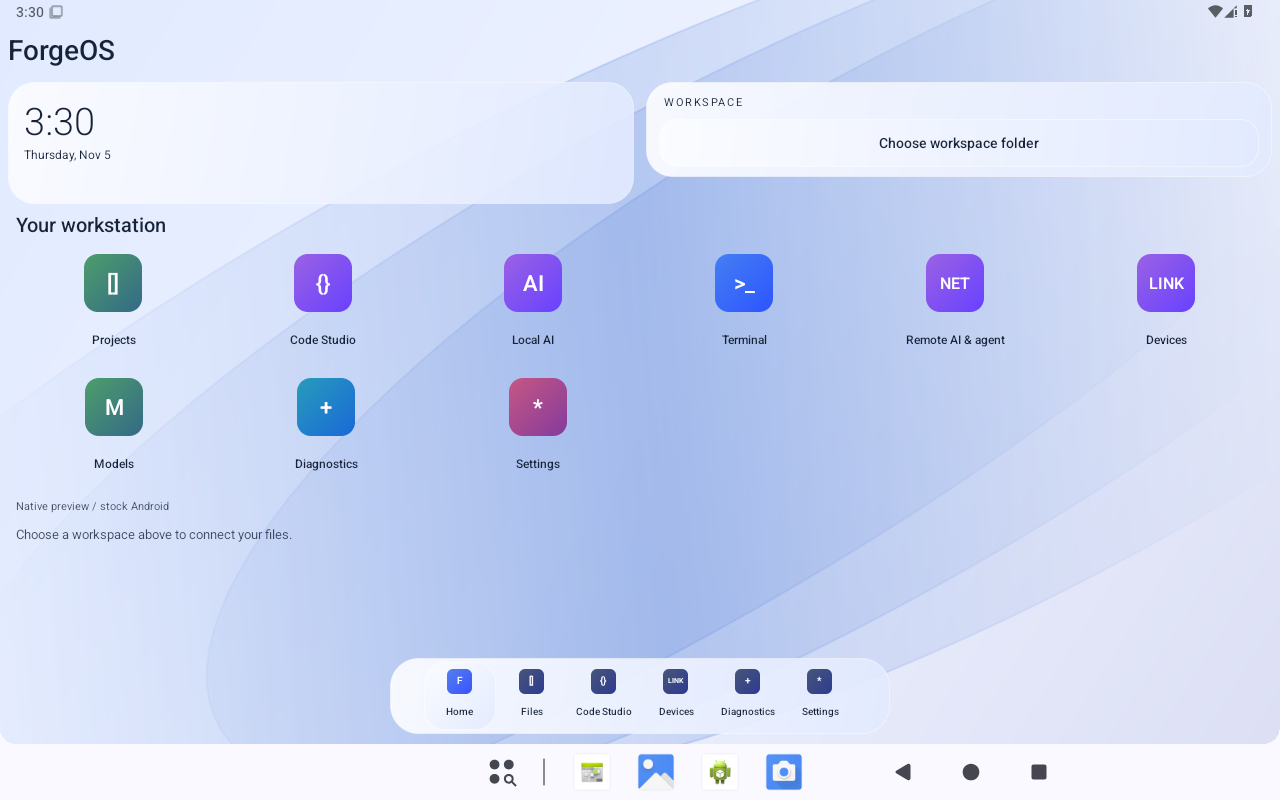 3:30
ForgeOS
3:30
Thursday, Nov 5
WORKSPACE
Choose workspace folder
Your workstation
[]
{}
AI
>_
NET
LINK
Projects
Code Studio
Local AI
Terminal
Remote AI & agent
Devices
M
+
*
Models
Diagnostics
Settings
Native preview / stock Android
Choose a workspace above to connect your files.
F
[]
{}
LINK
+
*
Home
Files
Code Studio
Devices
Diagnostics
Settings